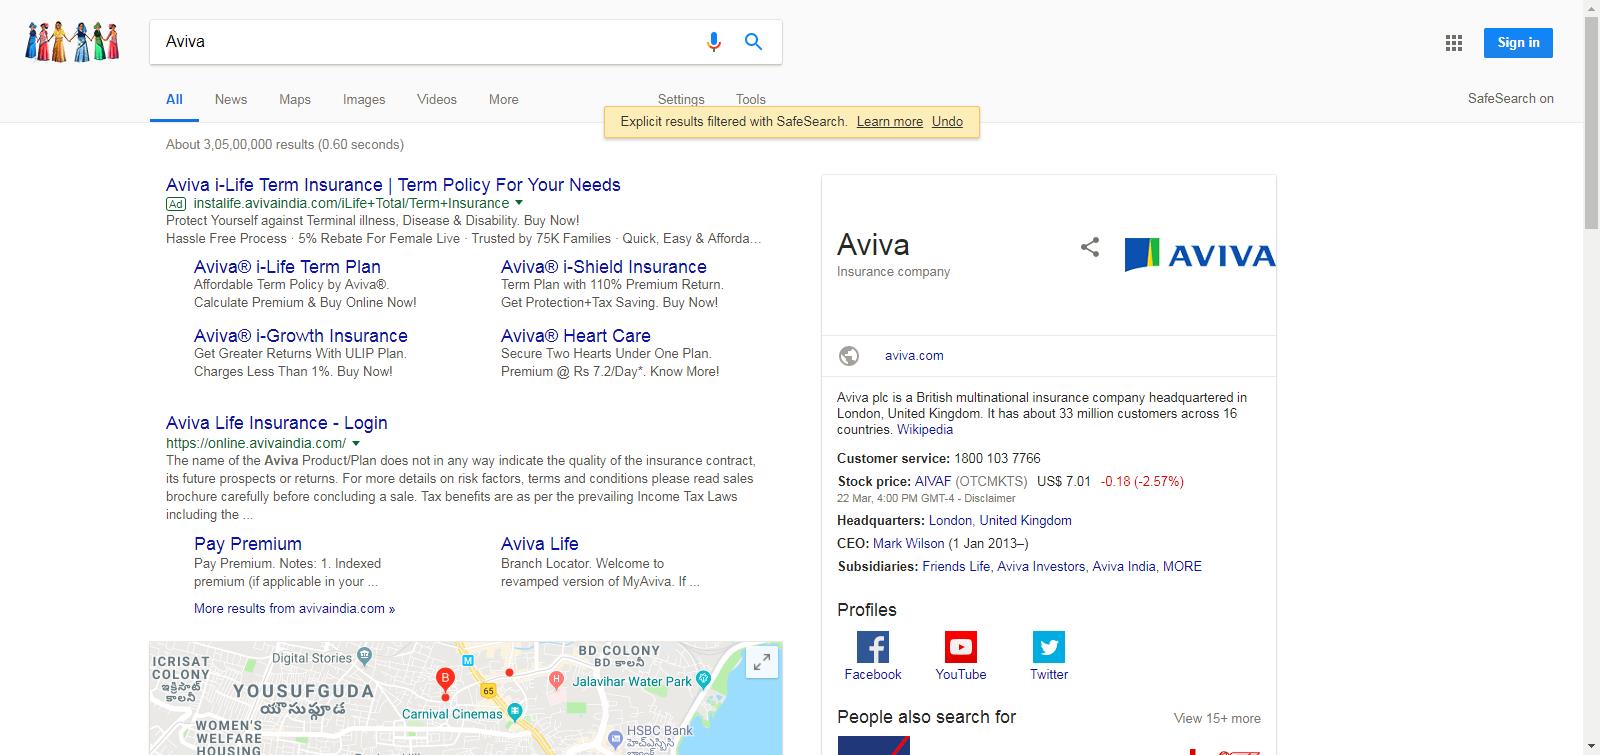 Aviva
Sign in
All News Maps Images Videos More Settings Tools
SafeSearch on
Explicit results filtered with SafeSearch. Learn more Undo
About 3,05,00,000 results (0.60 seconds)
Aviva i-Life Term Insurance | Term Policy For Your Needs
Ad instalife.avivaindia.com/iLife+Total/Term+Insurance
Protect Yourself against Terminal illness, Disease & Disability. Buy Now!
Hassle Free Process · 5% Rebate For Female Live · Trusted by 75K Families · Quick, Easy & Afforda...
Aviva® i-Life Term Plan
Affordable Term Policy by Aviva®.
Calculate Premium & Buy Online Now!
Aviva® i-Shield Insurance
Term Plan with 110% Premium Return.
Get Protection+Tax Saving. Buy Now!
Aviva® i-Growth Insurance
Get Greater Returns With ULIP Plan.
Charges Less Than 1%. Buy Now!
Aviva® Heart Care
Secure Two Hearts Under One Plan.
Premium @ Rs 7.2/Day*. Know More!
Aviva Life Insurance - Login
https://online.avivaindia.com/
The name of the Aviva Product/Plan does not in any way indicate the quality of the insurance contract,
its future prospects or returns. For more details on risk factors, terms and conditions please read sales
brochure carefully before concluding a sale. Tax benefits are as per the prevailing Income Tax Laws
including the ...
Pay Premium
Pay Premium. Notes: 1. Indexed
premium (if applicable in your ...
Aviva Life
Branch Locator. Welcome to
revamped version of MyAviva. If ...
More results from avivaindia.com »
ICRISAT
COLONY
ఇక్రిసాట్
కాలనీ
Digital Stories
M
BD COLONY
BD కాలనీ
YOUSUFGUDA
యౌసుఫ్గూడ
B
65
H
Jalavihar Water Park
Carnival Cinemas
WOMEN'S
WELFARE
HOUSING
HSBC Bank
Aviva
Insurance company
AVIVA
aviva.com
Aviva plc is a British multinational insurance company headquartered in
London, United Kingdom. It has about 33 million customers across 16
countries. Wikipedia
Customer service: 1800 103 7766
Stock price: AIVAF (OTCMKTS) US$ 7.01 -0.18 (-2.57%)
22 Mar, 4:00 PM GMT-4 - Disclaimer
Headquarters: London, United Kingdom
CEO: Mark Wilson (1 Jan 2013–)
Subsidiaries: Friends Life, Aviva Investors, Aviva India, MORE
Profiles
Facebook
YouTube
Twitter
People also search for
View 15+ more